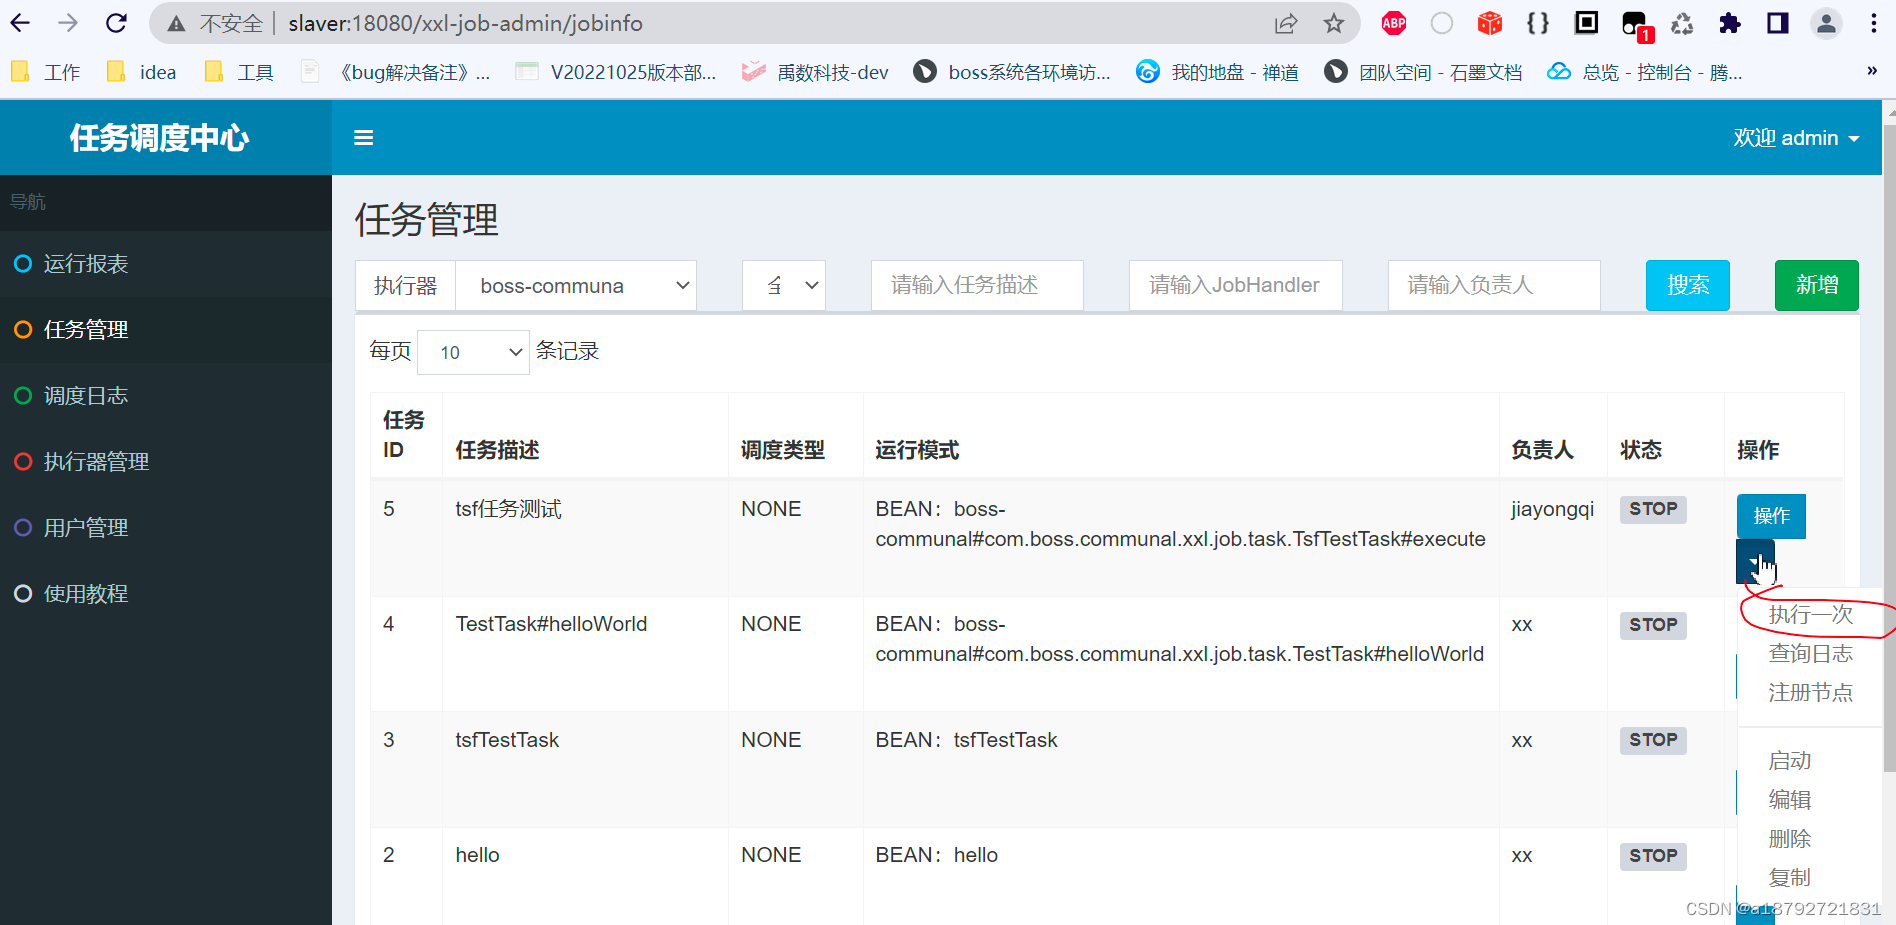 不安全 slaver:18080/xxl-job-admin/jobinfo
ABP 1
工作 idea 工具 《bug解决备注》... V20221025版本部... 禹数科技-dev boss系统各环境访... 我的地盘 - 禅道 团队空间 - 石墨文档 总览 - 控制台 - 腾... »
任务调度中心
欢迎 admin
导航
运行报表
任务管理
调度日志
执行器管理
用户管理
使用教程
任务管理
执行器 boss-communa 请输入任务描述 请输入JobHandler 请输入负责人 搜索 新增
每页 10 条记录
任务
ID 任务描述 调度类型 运行模式 负责人 状态 操作
5 tsf任务测试 NONE BEAN：boss- jiayongqi STOP 操作
communal#com.boss.communal.xxl.job.task.TsfTestTask#execute
4 TestTask#helloWorld NONE BEAN：boss- xx STOP
communal#com.boss.communal.xxl.job.task.TestTask#helloWorld
3 tsfTestTask NONE BEAN：tsfTestTask xx STOP
2 hello NONE BEAN：hello xx STOP
执行一次
查询日志
注册节点
启动
编辑
删除
复制
CSDN @a18792721831